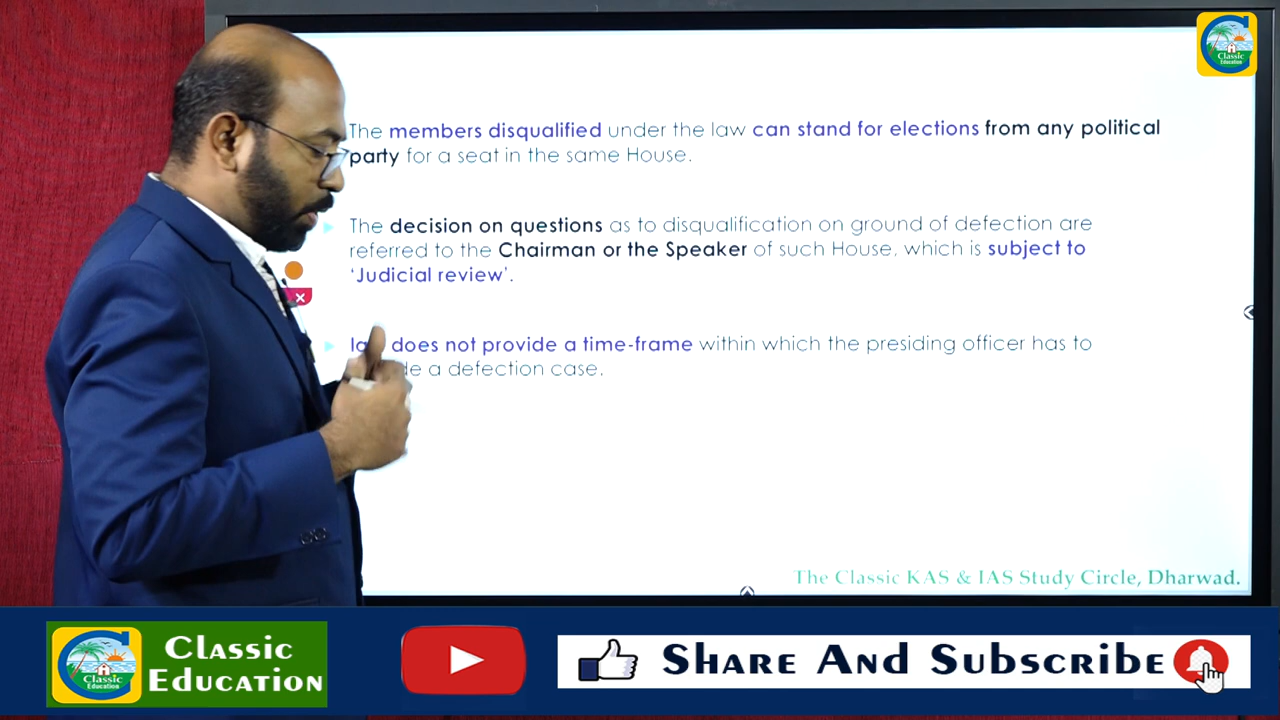 Classic
Education
The members disqualified under the law can stand for elections from any political
party for a seat in the same House.
The decision on questions as to disqualification on ground of defection are
referred to the Chairman or the Speaker of such House, which is subject to
‘Judicial review’.
does not provide a time-frame within which the presiding officer has to
a defection case.
The Classic KAS & IAS Study Circle, Dharwad.
Classic
Education
Classic
Education
Share And Subscribe